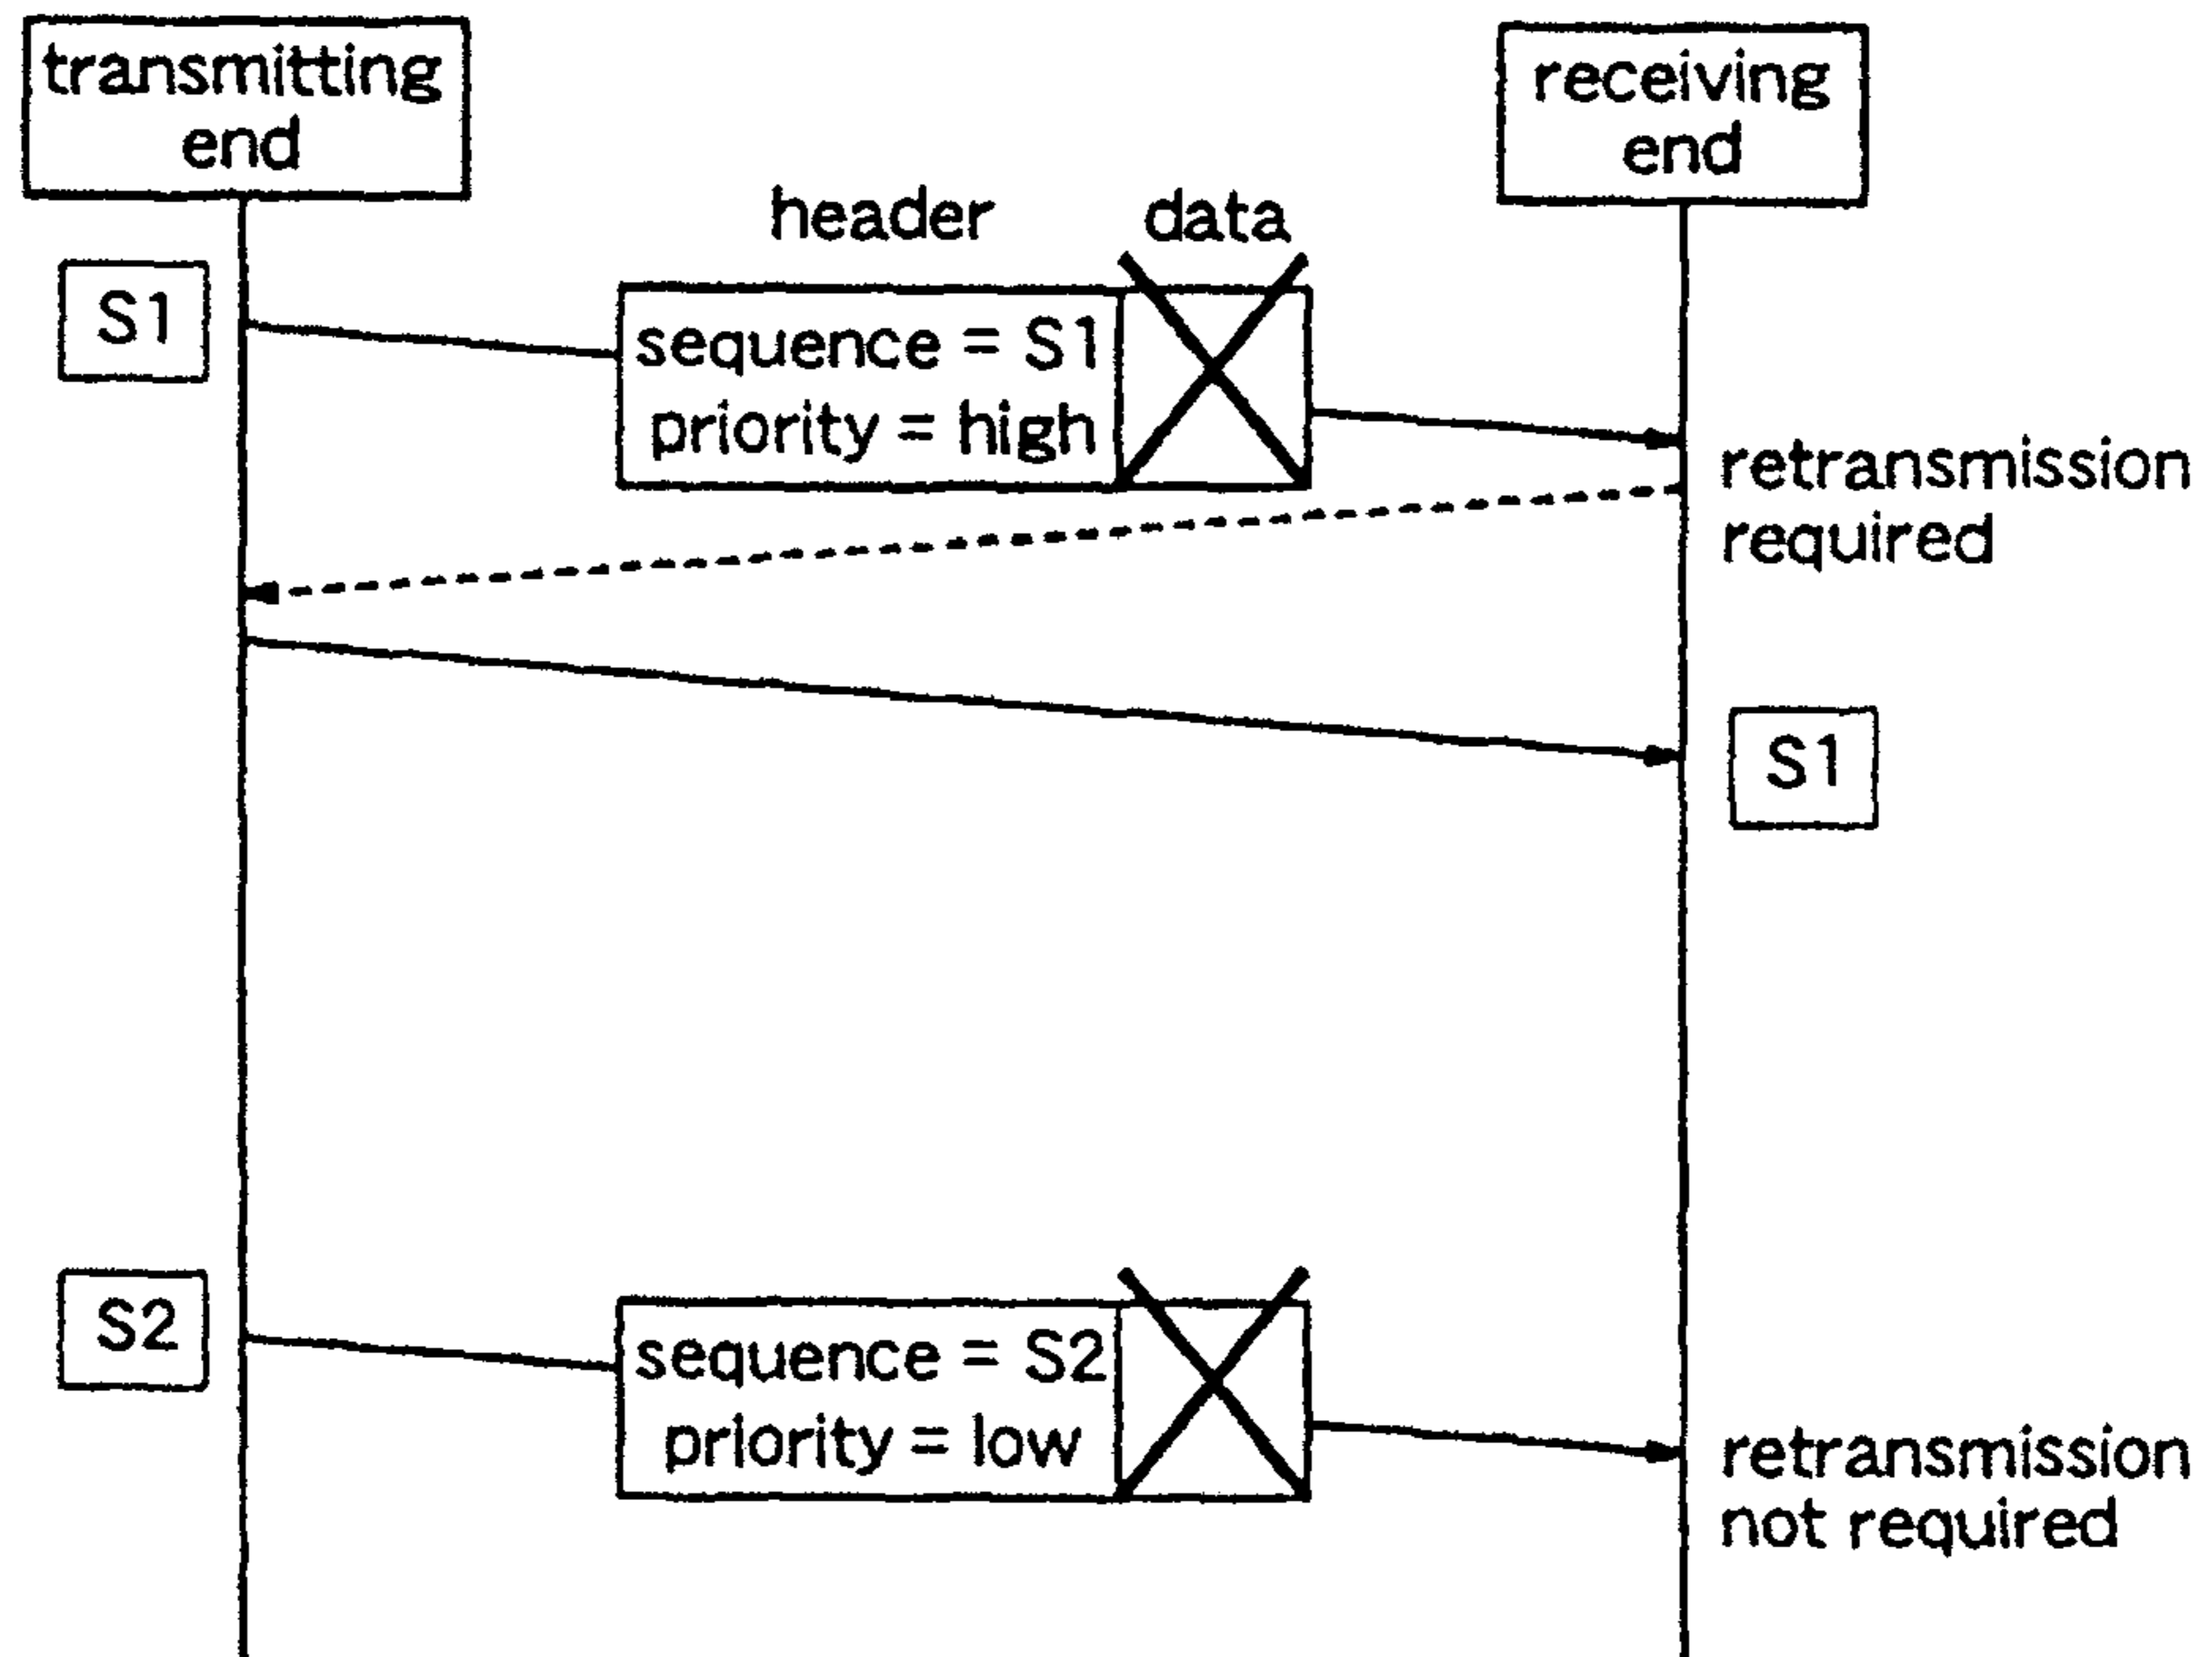 transmitting
end
receiving
end
header
data
S1
sequence = S1
priority = high
retransmission
required
S1
S2
sequence = S2
priority = low
retransmission
not required